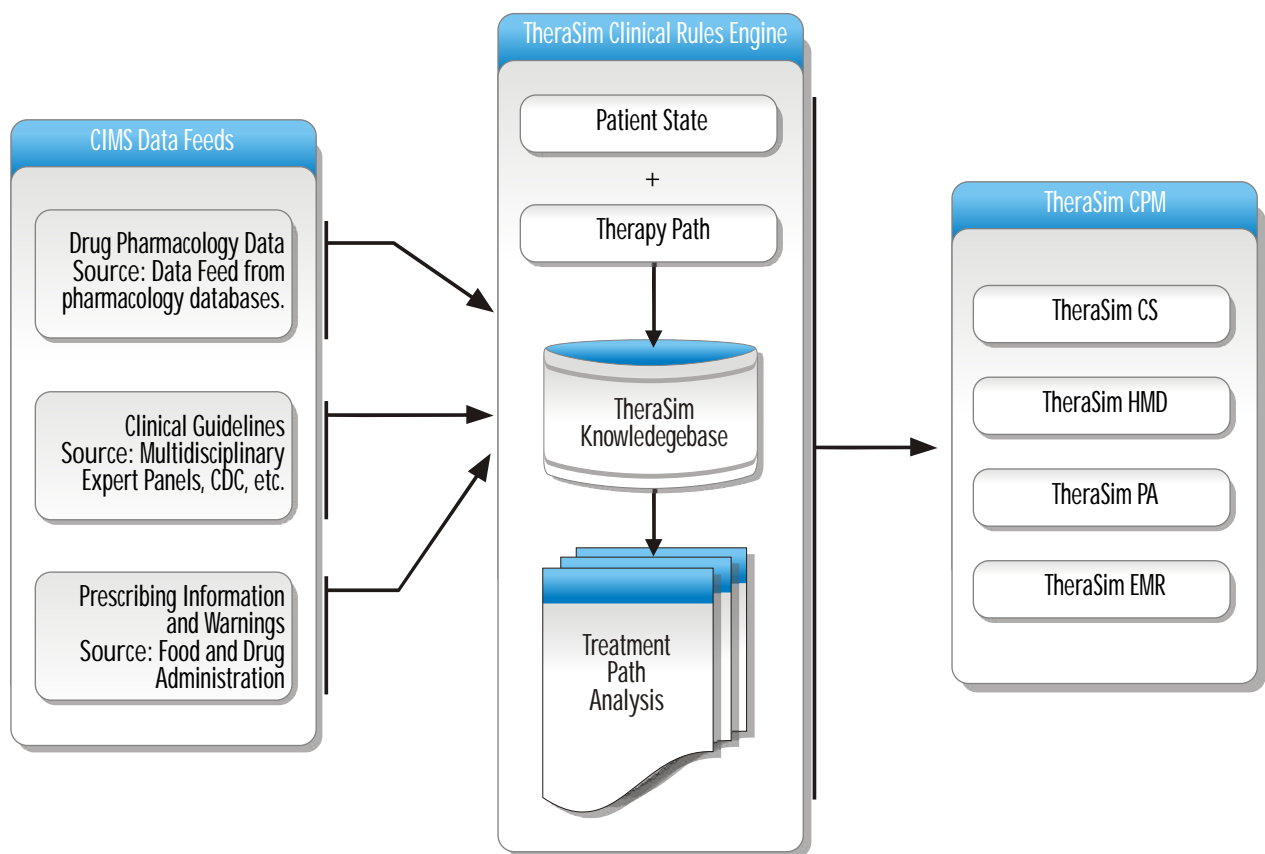 CIMS Data Feeds
Drug Pharmacology Data
Source: Data Feed from
pharmacology databases.
Clinical Guidelines
Source: Multidisciplinary
Expert Panels, CDC, etc.
Prescribing Information
and Warnings
Source: Food and Drug
Administration
TheraSim Clinical Rules Engine
Patient State
+
Therapy Path
TheraSim
Knowledegebase
Treatment
Path
Analysis
TheraSim CPM
TheraSim CS
TheraSim HMD
TheraSim PA
TheraSim EMR